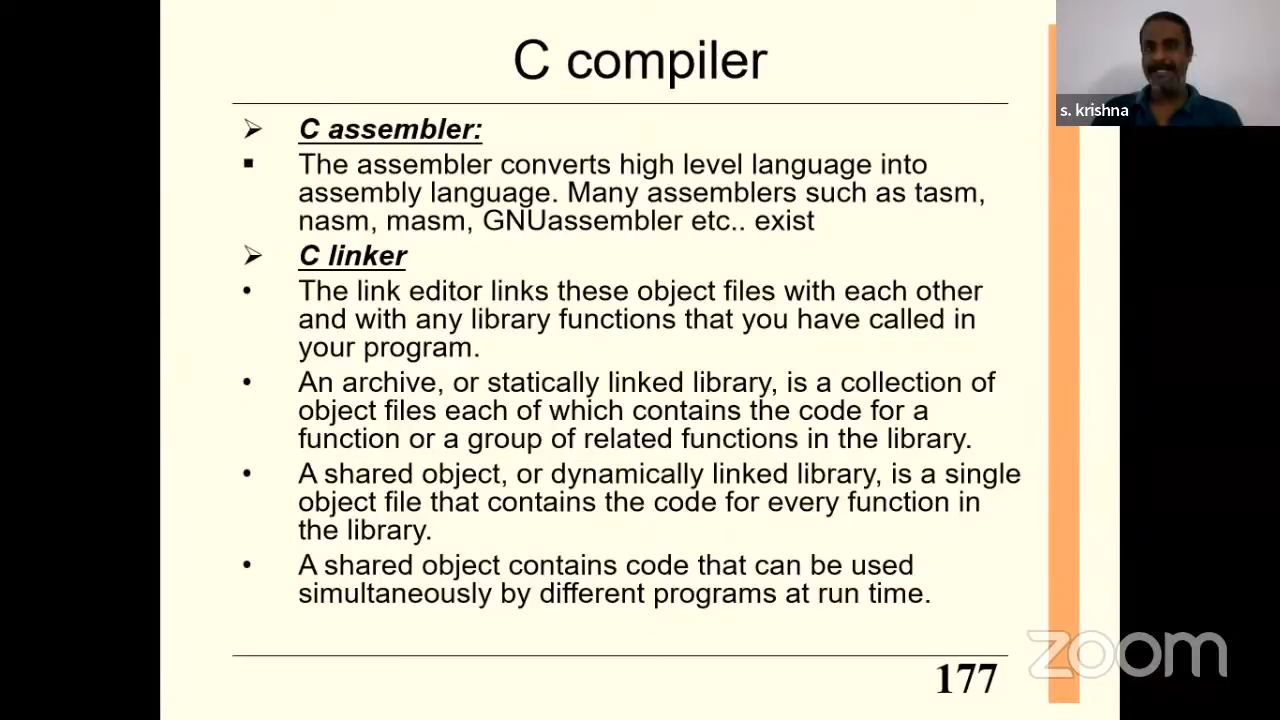 C compiler
s. krishna
➢ C assembler:
▪ The assembler converts high level language into
assembly language. Many assemblers such as tasm,
nasm, masm, GNUassembler etc.. exist
➢ C linker
• The link editor links these object files with each other
and with any library functions that you have called in
your program.
• An archive, or statically linked library, is a collection of
object files each of which contains the code for a
function or a group of related functions in the library.
• A shared object, or dynamically linked library, is a single
object file that contains the code for every function in
the library.
• A shared object contains code that can be used
simultaneously by different programs at run time.
zoom
177